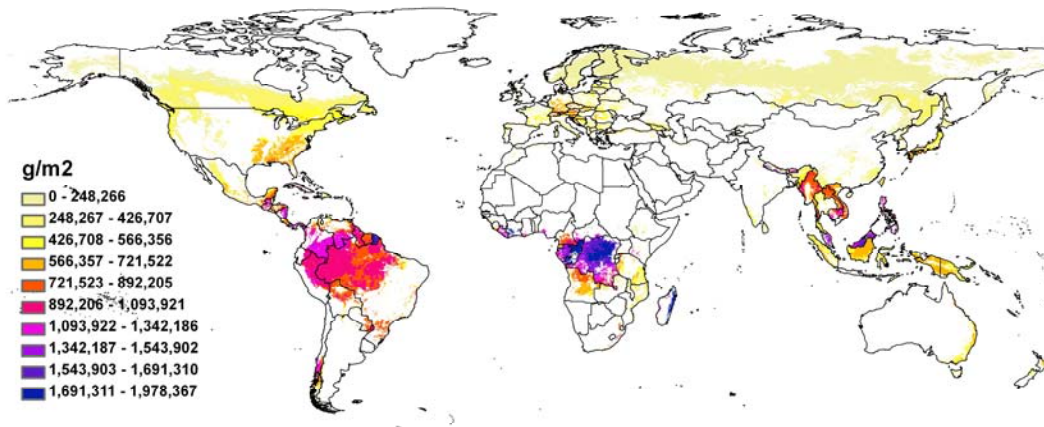 g/m2
0 - 248,266
248,267 - 426,707
426,708 - 566,356
566,357 - 721,522
721,523 - 892,205
892,206 - 1,093,921
1,093,922 - 1,342,186
1,342,187 - 1,543,902
1,543,903 - 1,691,310
1,691,311 - 1,978,367